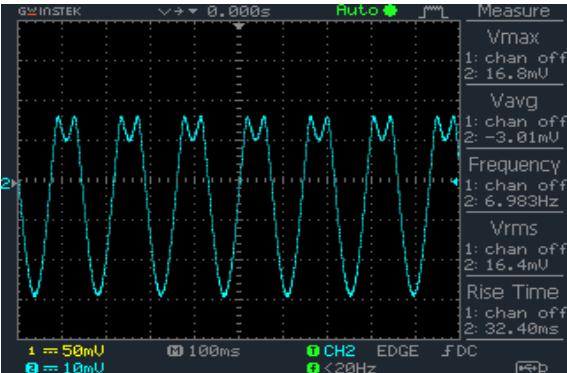 GWINSTEK 0.000s Auto Measure
Vmax
1: chan off
2: 16.8mV
Vavg
1: chan off
2: -3.01mV
Frequency
1: chan off
2: 6.983Hz
Vrms
1: chan off
2: 16.4mV
Rise Time
1: chan off
2: 32.40ms
2
1 50mV M 100ms T CH2 EDGE DC
2 10mV f <20Hz